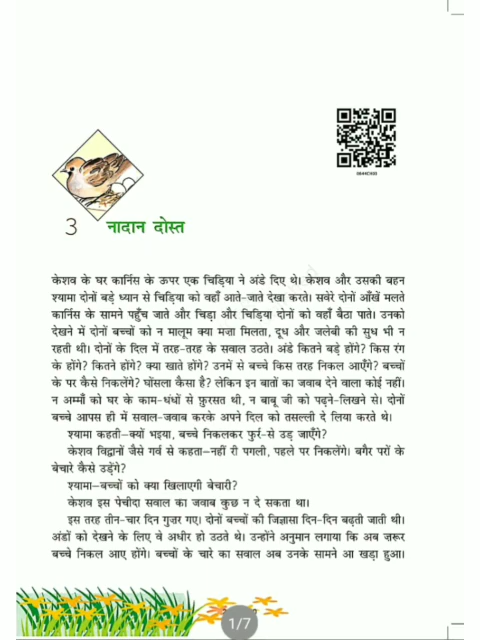 3 नादान दोस्त
केशव के घर कार्निस के ऊपर एक चिड़िया ने अंडे दिए थे। केशव और उसकी बहन
श्यामा दोनों बड़े ध्यान से चिड़िया को वहाँ आते-जाते देखा करते। सवेरे दोनों आँखें मलते
कार्निस के सामने पहुँच जाते और चिड़ा और चिड़िया दोनों को वहाँ बैठा पाते। उनको
देखने में दोनों बच्चों को न मालूम क्या मज़ा मिलता, दूध और जलेबी की सुध भी न
रहती थी। दोनों के दिल में तरह-तरह के सवाल उठते। अंडे कितने बड़े होंगे? किस रंग
के होंगे? कितने होंगे? क्या खाते होंगे? उनमें से बच्चे किस तरह निकल आएँगे? बच्चों
के पर कैसे निकलेंगे? घोंसला कैसा है? लेकिन इन बातों का जवाब देने वाला कोई नहीं।
न अम्माँ को घर के काम-धंधों से फ़ुरसत थी, न बाबू जी को पढ़ने-लिखने से। दोनों
बच्चे आपस ही में सवाल-जवाब करके अपने दिल को तसल्ली दे लिया करते थे।
श्यामा कहती–क्यों भइया, बच्चे निकलकर फुर्र-से उड़ जाएँगे?
केशव विद्वानों जैसे गर्व से कहता–नहीं री पगली, पहले पर निकलेंगे। बगैर परों के
बेचारे कैसे उड़ेंगे?
श्यामा–बच्चों को क्या खिलाएगी बेचारी?
केशव इस पेचीदा सवाल का जवाब कुछ न दे सकता था।
इस तरह तीन-चार दिन गुज़र गए। दोनों बच्चों की जिज्ञासा दिन-दिन बढ़ती जाती थी।
अंडों को देखने के लिए वे अधीर हो उठते थे। उन्होंने अनुमान लगाया कि अब ज़रूर
बच्चे निकल आए होंगे। बच्चों के चारे का सवाल अब उनके सामने आ खड़ा हुआ।
1/7